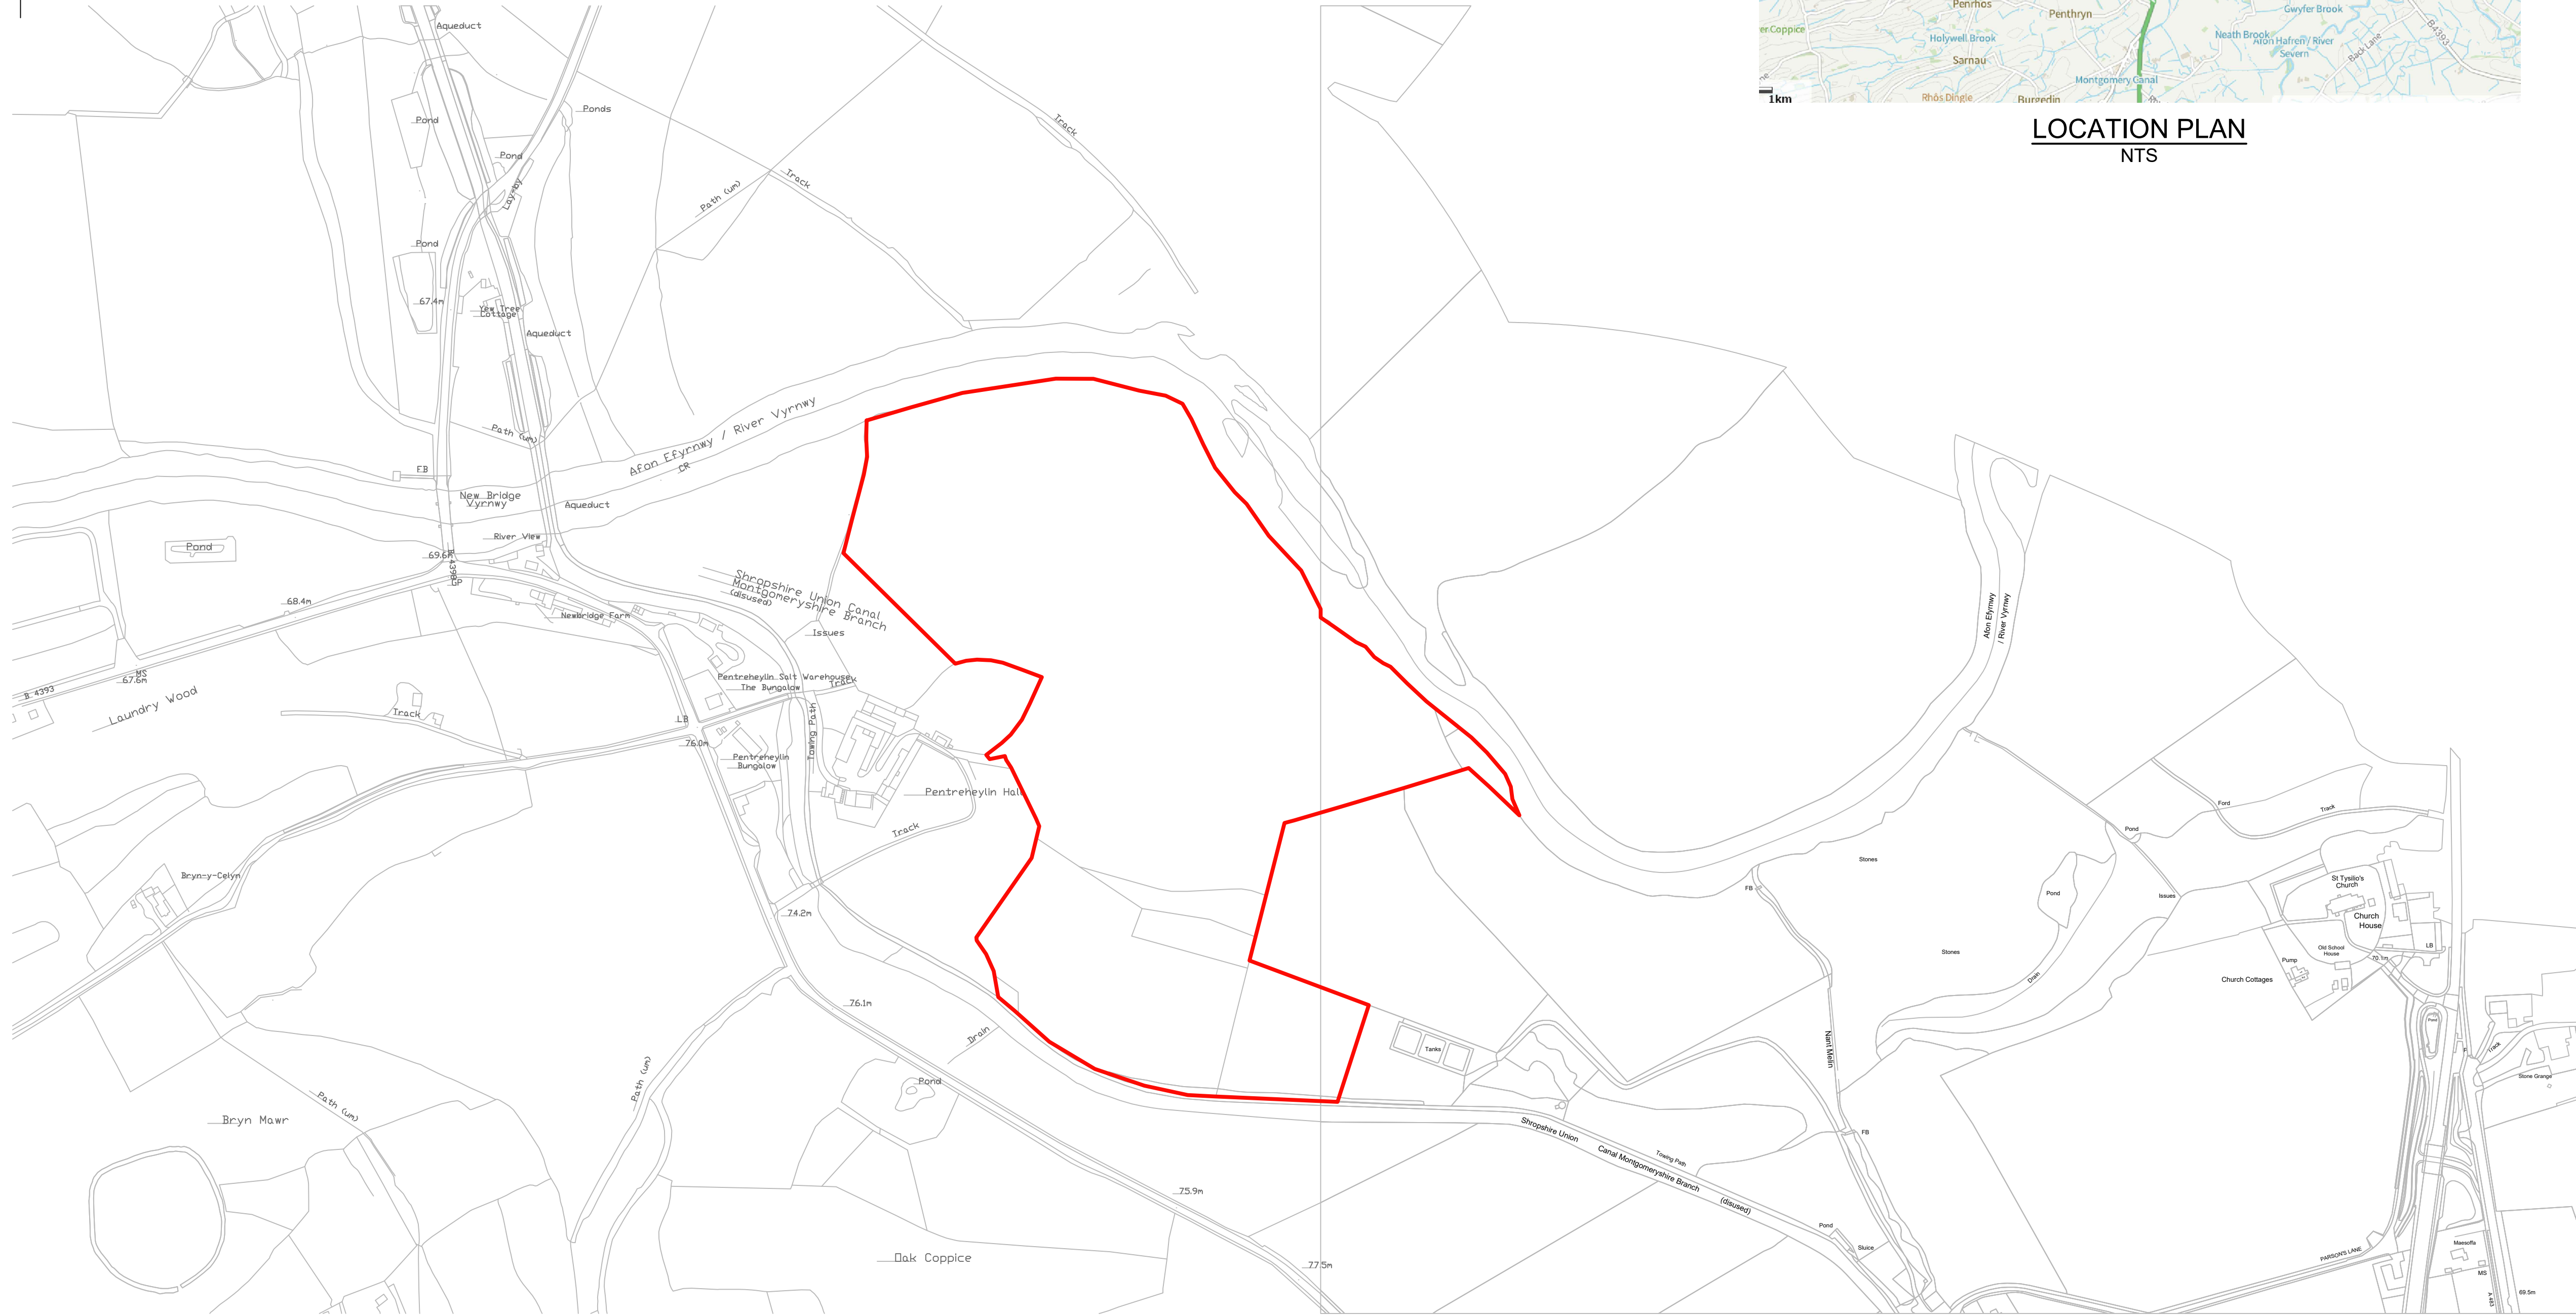 Aqueduct
Penrhos
Penthryn
Gwyfer Brook
er Coppice
Holywell Brook
Neath Brook
Afon Hafren / River
Severn
Back Lane
B4393
Sarnau
Montgomery Canal
1km
Rhôs Dingle
Burgedin
LOCATION PLAN
NTS
Ponds
Pond
Track
Pond
Lay-by
Path (um)
Track
Pond
67.4m
Yew Tree
Cottage
Aqueduct
Path (um)
Afon Efyrnwy / River Vyrnwy
CR
FB
New Bridge
Vyrnwy
Aqueduct
River View
Pond
69.6m
GP
68.4m
Shropshire Union Canal
Montgomeryshire Branch
(disused)
Newbridge Farm
Issues
Afon Efyrnwy
/ River Vyrnwy
MS
67.6m
B 4393
Laundry Wood
Pentreheylin Salt Warehouse
The Bungalow
Track
Track
LB
76.0m
Towing Path
Pentreheylin
Bungalow
Pentreheylin Hall
Track
Ford
Track
Pond
Stones
Bryn-y-Celyn
FB
Pond
Issues
St Tysilio's
Church
Church
House
74.2m
Old School
House
LB
Stones
Pump
70.1m
Church Cottages
Drain
76.1m
Drain
Pond
Tanks
Nant Melin
Track
Stone Grange
Path (um)
Pond
Path (um)
Bryn Mawr
Shropshire Union
Canal Montgomeryshire Branch
(disused)
Towing Path
FB
75.9m
Pond
Sluice
Oak Coppice
77.5m
PARSON'S LANE
Maesoffa
MS
A 483
69.5m